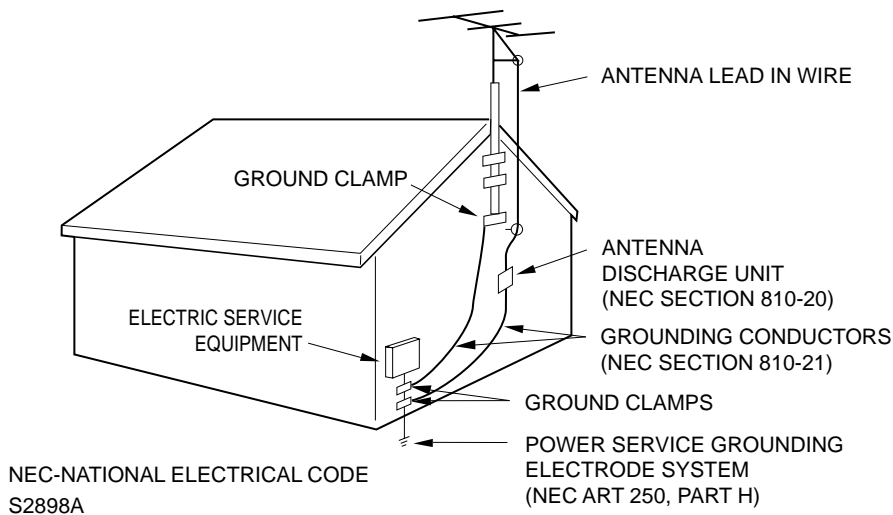 ANTENNA LEAD IN WIRE
GROUND CLAMP
ANTENNA
DISCHARGE UNIT
(NEC SECTION 810-20)
ELECTRIC SERVICE
EQUIPMENT
GROUNDING CONDUCTORS
(NEC SECTION 810-21)
GROUND CLAMPS
POWER SERVICE GROUNDING
ELECTRODE SYSTEM
(NEC ART 250, PART H)
NEC-NATIONAL ELECTRICAL CODE
S2898A